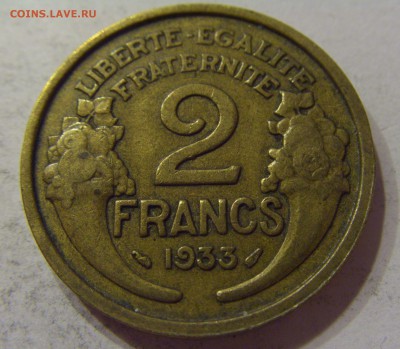 COINS.LAVE.RU
LIBERTE-EGALITE
FRATERNITE
2
FRANCS
1933